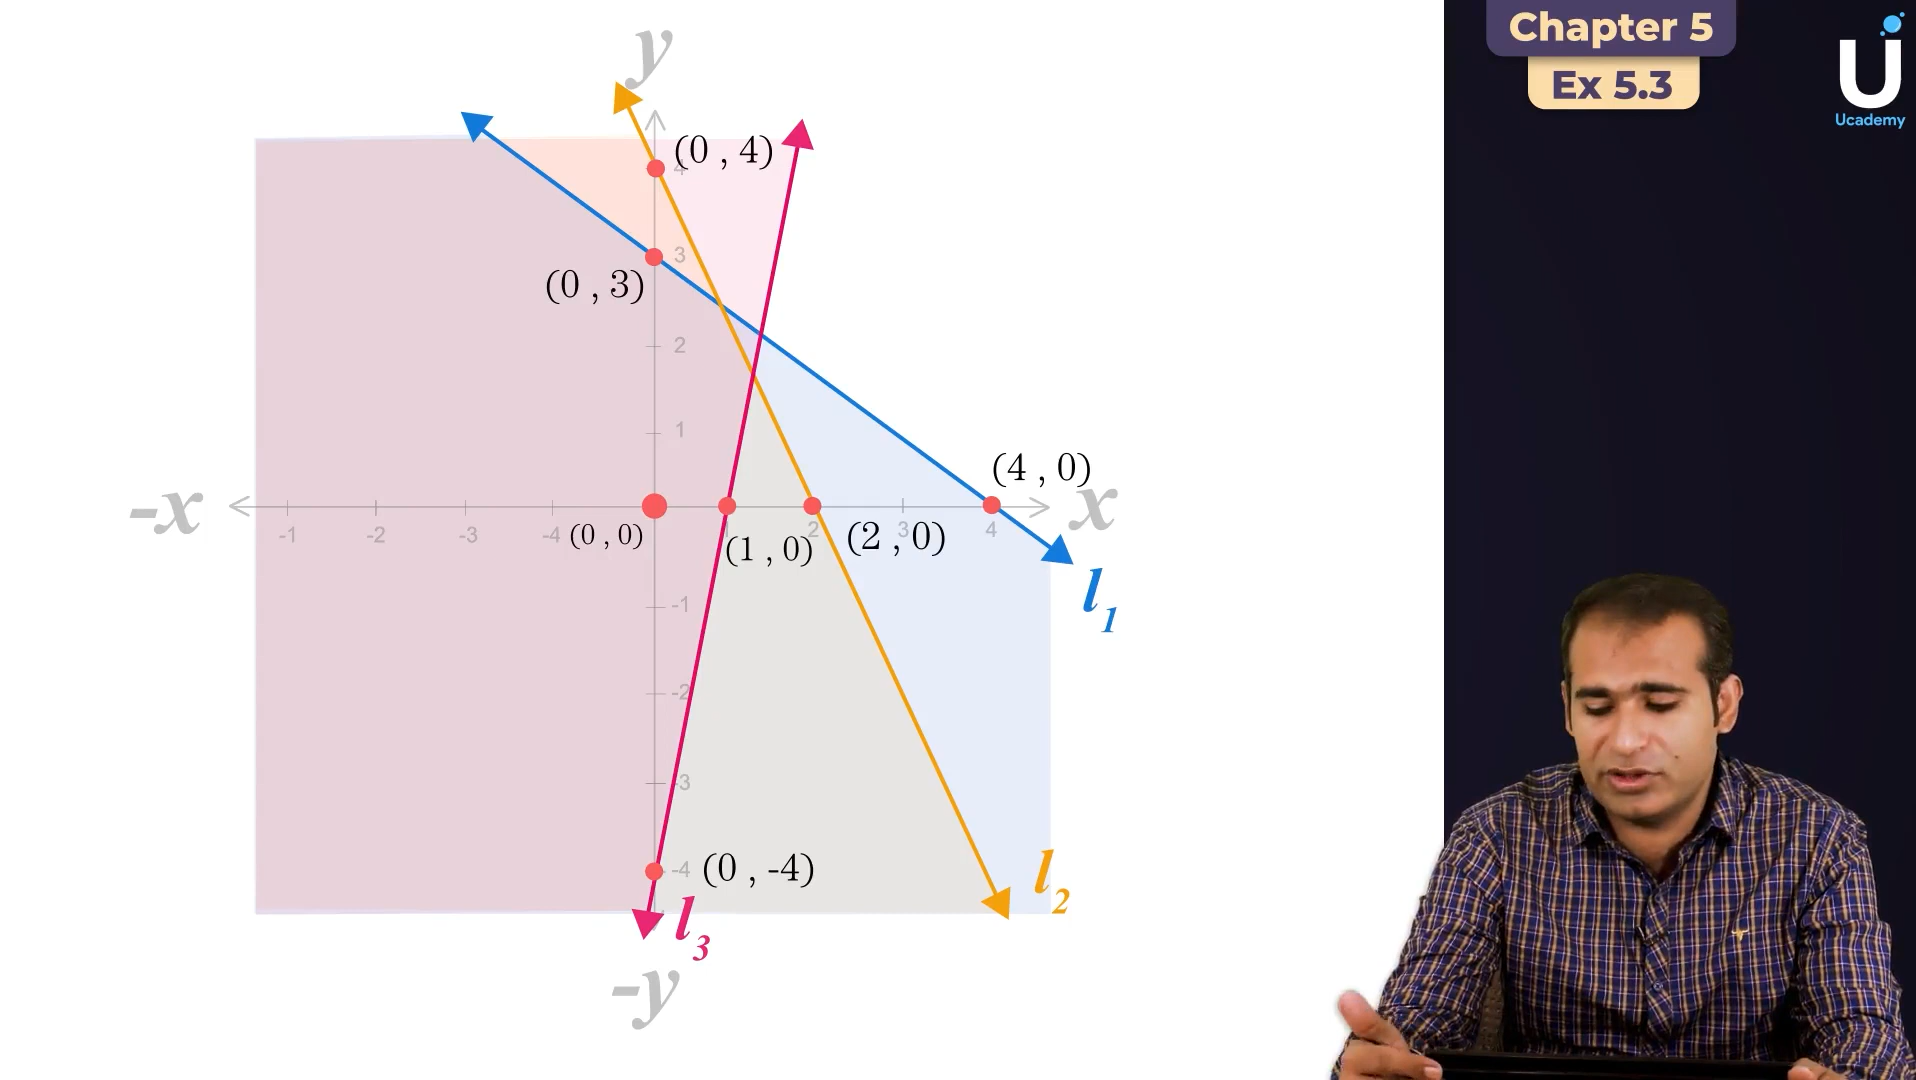 Chapter 5
Ex 5.3
Ucademy
y
(0 , 4)
4
3
(0 , 3)
2
1
(4 , 0)
-x
x
-1
-2
-3
-4
(0 , 0)
(1 , 0)
2
(2 , 0)
3
4
l1
-1
-2
-3
-4
(0 , -4)
l2
l3
-y